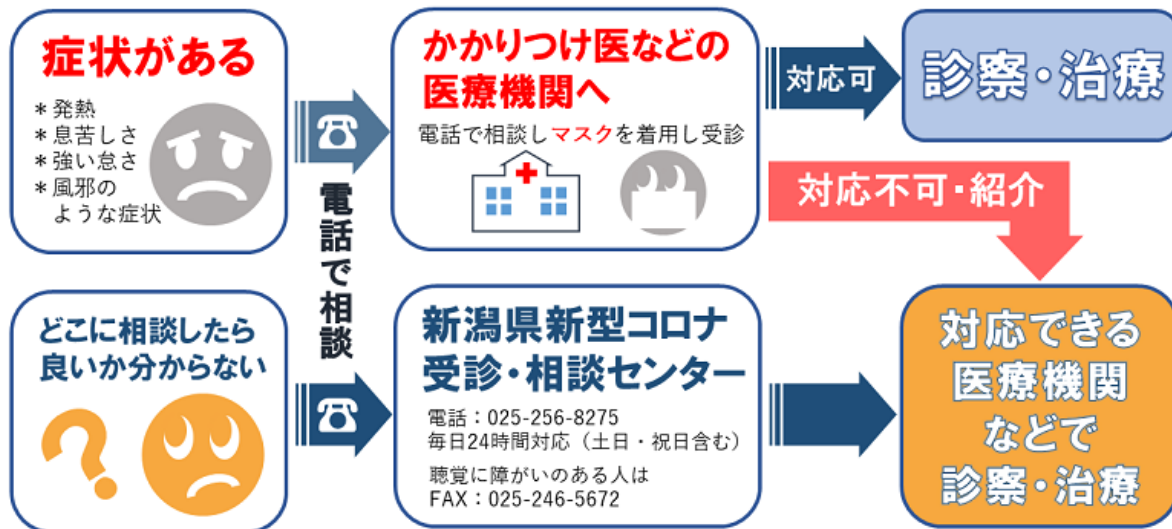 症状がある
＊発熱
＊息苦しさ
＊強い怠さ
＊風邪の
ような症状
電話で相談
かかりつけ医などの
医療機関へ
電話で相談しマスクを着用し受診
対応可
診察・治療
対応不可・紹介
どこに相談したら
良いか分からない
新潟県新型コロナ
受診・相談センター
電話：025-256-8275
毎日24時間対応（土日・祝日含む）
聴覚に障がいのある人は
FAX：025-246-5672
対応できる
医療機関
などで
診察・治療